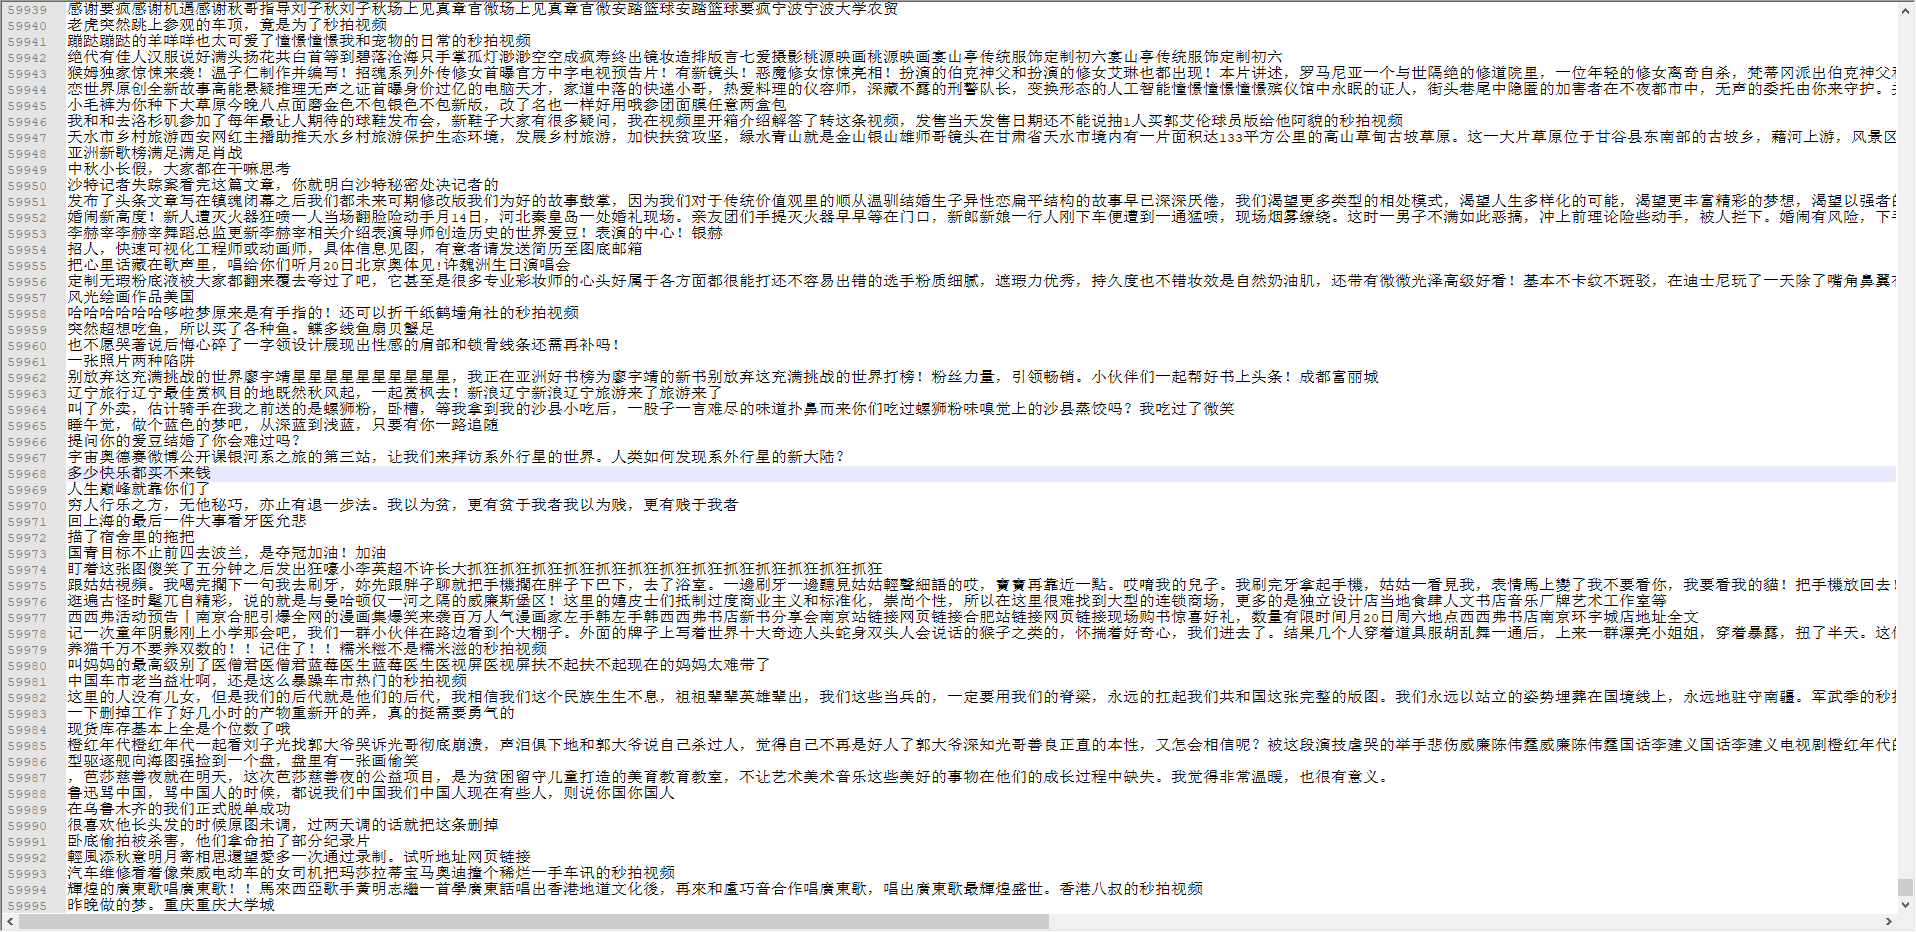 59939 感谢要疯感谢机遇感谢秋哥指导刘子秋刘子秋场上见真章官微场上见真章官微安踏篮球安踏篮球要疯宁波宁波大学农贸
59940 老虎突然跳上参观的车顶，竟是为了秒拍视频
59941 蹦跶蹦跶的羊咩咩也太可爱了憧憬憧憬我和宠物的日常的秒拍视频
59942 绝代有佳人汉服说好满头扬花共白首等到碧落沧海只手掌孤灯渺渺空空成疯寿终出镜妆造排版言七爱摄影桃源映画桃源映画宴山亭传统服饰定制初六宴山亭传统服饰定制初六
59943 猴姆独家惊悚来袭！温子仁制作并编写！招魂系列外传修女首曝官方中字电视预告片！有新镜头！恶魔修女惊悚亮相！扮演的伯克神父和扮演的修女艾琳也都出现！本片讲述，罗马尼亚一个与世隔绝的修道院里，一位年轻的修女离奇自杀，梵蒂冈派出伯克神父和
59944 恋世界原创全新故事高能悬疑推理无声之证首曝身价过亿的电脑天才，家道中落的快递小哥，热爱料理的仪容师，深藏不露的刑警队长，变换形态的人工智能憧憬憧憬憧憬殡仪馆中永眠的证人，街头巷尾中隐匿的加害者在不夜都市中，无声的委托由你来守护。
59945 小毛裤为你种下大草原今晚八点面磨金色不包银色不包新版，改了名也一样好用哦参团面膜任意两盒包
59946 我和和去洛杉矶参加了每年最让人期待的球鞋发布会，新鞋子大家有很多疑问，我在视频里开箱介绍解答了转这条视频，发售当天发售日期还不能说抽1人买郭艾伦球员版给他阿貌的秒拍视频
59947 天水市乡村旅游西安网红主播助推天水乡村旅游保护生态环境，发展乡村旅游，加快扶贫攻坚，绿水青山就是金山银山雄师哥镜头在甘肃省天水市境内有一片面积达133平方公里的高山草甸古坡草原。这一大片草原位于甘谷县东南部的古坡乡，藉河上游，风景区
59948 亚洲新歌榜满足满足肖战
59949 中秋小长假，大家都在干嘛思考
59950 沙特记者失踪案看完这篇文章，你就明白沙特秘密处决记者的
59951 发布了头条文章写在镇魂闭幕之后我们都未来可期修改版我们为好的故事鼓掌，因为我们对于传统价值观里的顺从温驯结婚生子异性恋扁平结构的故事早已深深厌倦，我们渴望更多类型的相处模式，渴望人生多样化的可能，渴望更丰富精彩的梦想，渴望以强者的
59952 婚闹新高度！新人遭灭火器狂喷一人当场翻脸险动手月14日，河北秦皇岛一处婚礼现场。亲友团们手提灭火器早早等在门口，新郎新娘一行人刚下车便遭到一通猛喷，现场烟雾缭绕。这时一男子不满如此恶搞，冲上前理论险些动手，被人拦下。婚闹有风险，下手
59953 李赫宰李赫宰舞蹈总监更新李赫宰相关介绍表演导师创造历史的世界爱豆！表演的中心！银赫
59954 招人，快速可视化工程师或动画师，具体信息见图，有意者请发送简历至图底邮箱
59955 把心里话藏在歌声里，唱给你们听月20日北京奥体见!许魏洲生日演唱会
59956 定制无瑕粉底液被大家都翻来覆去夸过了吧，它甚至是很多专业彩妆师的心头好属于各方面都很能打还不容易出错的选手粉质细腻，遮瑕力优秀，持久度也不错妆效是自然奶油肌，还带有微微光泽高级好看！基本不卡纹不斑驳，在迪士尼玩了一天除了嘴角鼻翼有
59957 风光绘画作品美国
59958 哈哈哈哈哈哈哆啦梦原来是有手指的！还可以折千纸鹤墙角社的秒拍视频
59959 突然超想吃鱼，所以买了各种鱼。鲽多线鱼扇贝蟹足
59960 也不愿哭着说后悔心碎了一字领设计展现出性感的肩部和锁骨线条还需再补吗！
59961 一张照片两种陷阱
59962 别放弃这充满挑战的世界廖宇靖星星星星星星星星星星，我正在亚洲好书榜为廖宇靖的新书别放弃这充满挑战的世界打榜！粉丝力量，引领畅销。小伙伴们一起帮好书上头条！成都富丽城
59963 辽宁旅行辽宁最佳赏枫目的地既然秋风起，一起赏枫去！新浪辽宁新浪辽宁旅游来了旅游来了
59964 叫了外卖，估计骑手在我之前送的是螺狮粉，卧槽，等我拿到我的沙县小吃后，一股子一言难尽的味道扑鼻而来你们吃过螺狮粉味嗅觉上的沙县蒸饺吗？我吃过了微笑
59965 睡午觉，做个蓝色的梦吧，从深蓝到浅蓝，只要有你一路追随
59966 提问你的爱豆结婚了你会难过吗？
59967 宇宙奥德赛微博公开课银河系之旅的第三站，让我们来拜访系外行星的世界。人类如何发现系外行星的新大陆？
59968 多少快乐都买不来钱
59969 人生巅峰就靠你们了
59970 穷人行乐之方，无他秘巧，亦止有退一步法。我以为贫，更有贫于我者我以为贱，更有贱于我者
59971 回上海的最后一件大事看牙医允悲
59972 描了宿舍里的拖把
59973 国青目标不止前四去波兰，是夺冠加油！加油
59974 盯着这张图傻笑了五分钟之后发出狂嚎小李英超不许长大抓狂抓狂抓狂抓狂抓狂抓狂抓狂抓狂抓狂抓狂抓狂抓狂抓狂
59975 跟姑姑視頻。我喝完擱下一句我去刷牙，妳先跟胖子聊就把手機擱在胖子下巴下，去了浴室。一邊刷牙一邊聽見姑姑輕聲細語的哎，寶寶再靠近一點。哎唷我的兒子。我刷完牙拿起手機，姑姑一看見我，表情馬上變了我不要看你，我要看我的貓！把手機放回去！
59976 逛遍古怪时髦兀自精彩，说的就是与曼哈顿仅一河之隔的威廉斯堡区！这里的嬉皮士们抵制过度商业主义和标准化，崇尚个性，所以在这里很难找到大型的连锁商场，更多的是独立设计店当地食肆人文书店音乐厂牌艺术工作室等
59977 西西弗活动预告丨南京合肥引爆全网的漫画集爆笑来袭百万人气漫画家左手韩左手韩西西弗书店新书分享会南京站链接网页链接合肥站链接网页链接现场购书惊喜好礼，数量有限时间月20日周六地点西西弗书店南京环宇城店地址全文
59978 记一次童年阴影刚上小学那会吧，我们一群小伙伴在路边看到个大棚子。外面的牌子上写着世界十大奇迹人头蛇身双头人会说话的猴子之类的，怀揣着好奇心，我们进去了。结果几个人穿着道具服胡乱舞一通后，上来一群漂亮小姐姐，穿着暴露，扭了半天。这
59979 养猫千万不要养双数的！！记住了！！糯米糍不是糯米滋的秒拍视频
59980 叫妈妈的最高级别了医僧君医僧君蓝莓医生蓝莓医生医视屏医视屏扶不起扶不起现在的妈妈太难带了
59981 中国车市老当益壮啊，还是这么暴躁车市热门的秒拍视频
59982 这里的人没有儿女，但是我们的后代就是他们的后代，我相信我们这个民族生生不息，祖祖辈辈英雄辈出，我们这些当兵的，一定要用我们的脊梁，永远的扛起我们共和国这张完整的版图。我们永远以站立的姿势埋葬在国境线上，永远地驻守南疆。军武季的秒拍
59983 一下删掉工作了好几小时的产物重新开的弄，真的挺需要勇气的
59984 现货库存基本上全是个位数了哦
59985 橙红年代橙红年代一起看刘子光找郭大爷哭诉光哥彻底崩溃，声泪俱下地和郭大爷说自己杀过人，觉得自己不再是好人了郭大爷深知光哥善良正直的本性，又怎会相信呢？被这段演技虐哭的举手悲伤威廉陈伟霆威廉陈伟霆国话李建义国话李建义电视剧橙红年代的
59986 型驱逐舰向海图强捡到一个盘，盘里有一张画偷笑
59987 ，芭莎慈善夜就在明天，这次芭莎慈善夜的公益项目，是为贫困留守儿童打造的美育教育教室，不让艺术美术音乐这些美好的事物在他们的成长过程中缺失。我觉得非常温暖，也很有意义。
59988 鲁迅骂中国，骂中国人的时候，都说我们中国我们中国人现在有些人，则说你国你国人
59989 在乌鲁木齐的我们正式脱单成功
59990 很喜欢他长头发的时候原图未调，过两天调的话就把这条删掉
59991 卧底偷拍被杀害，他们拿命拍了部分纪录片
59992 輕風添秋意明月寄相思還望愛多一次通过录制。试听地址网页链接
59993 汽车维修看着像荣威电动车的女司机把玛莎拉蒂宝马奥迪撞个稀烂一手车讯的秒拍视频
59994 輝煌的廣東歌唱廣東歌！！馬來西亞歌手黃明志繼一首學廣東話唱出香港地道文化後，再來和盧巧音合作唱廣東歌，唱出廣東歌最輝煌盛世。香港八叔的秒拍视频
59995 昨晚做的梦。重庆重庆大学城